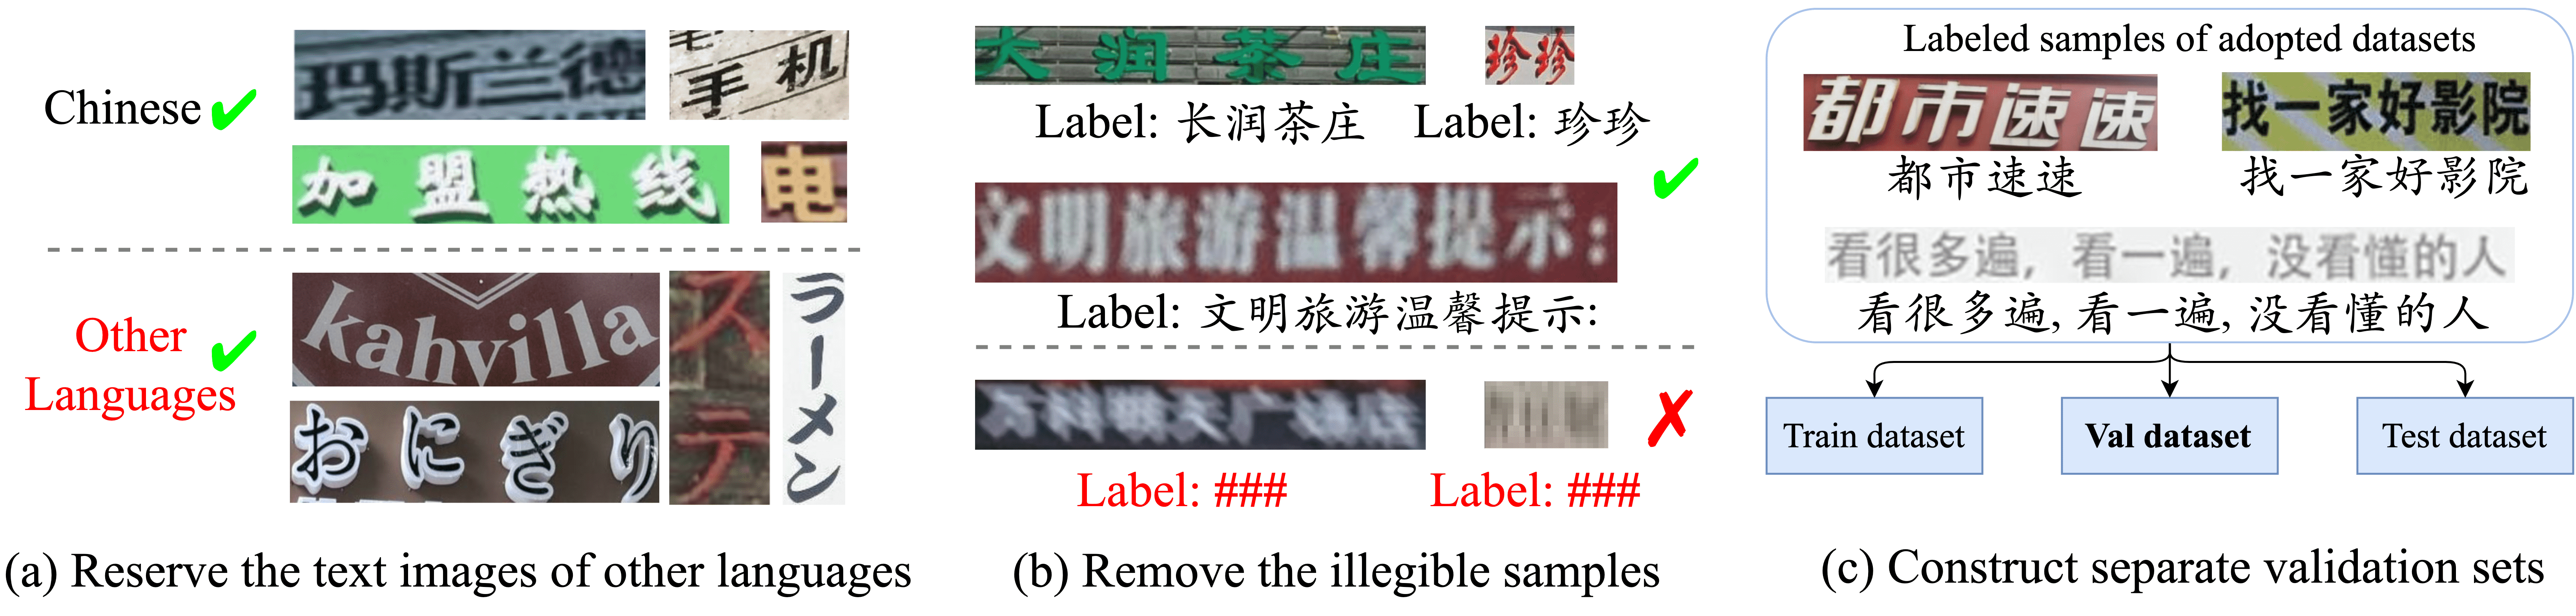 Chinese ✔
玛斯兰德
手机
加盟热线
电
Other
Languages ✔
kahvilla
おにぎり
ステ
ラーメン
(a) Reserve the text images of other languages
大润茶庄
珍珍
Label: 长润茶庄
Label: 珍珍
文明旅游温馨提示:
Label: 文明旅游温馨提示:
Label: ###
Label: ###
(b) Remove the illegible samples
Labeled samples of adopted datasets
都市速速
找一家好影院
都市速速
找一家好影院
看很多遍，看一遍，没看懂的人
看很多遍, 看一遍, 没看懂的人
Train dataset
Val dataset
Test dataset
(c) Construct separate validation sets